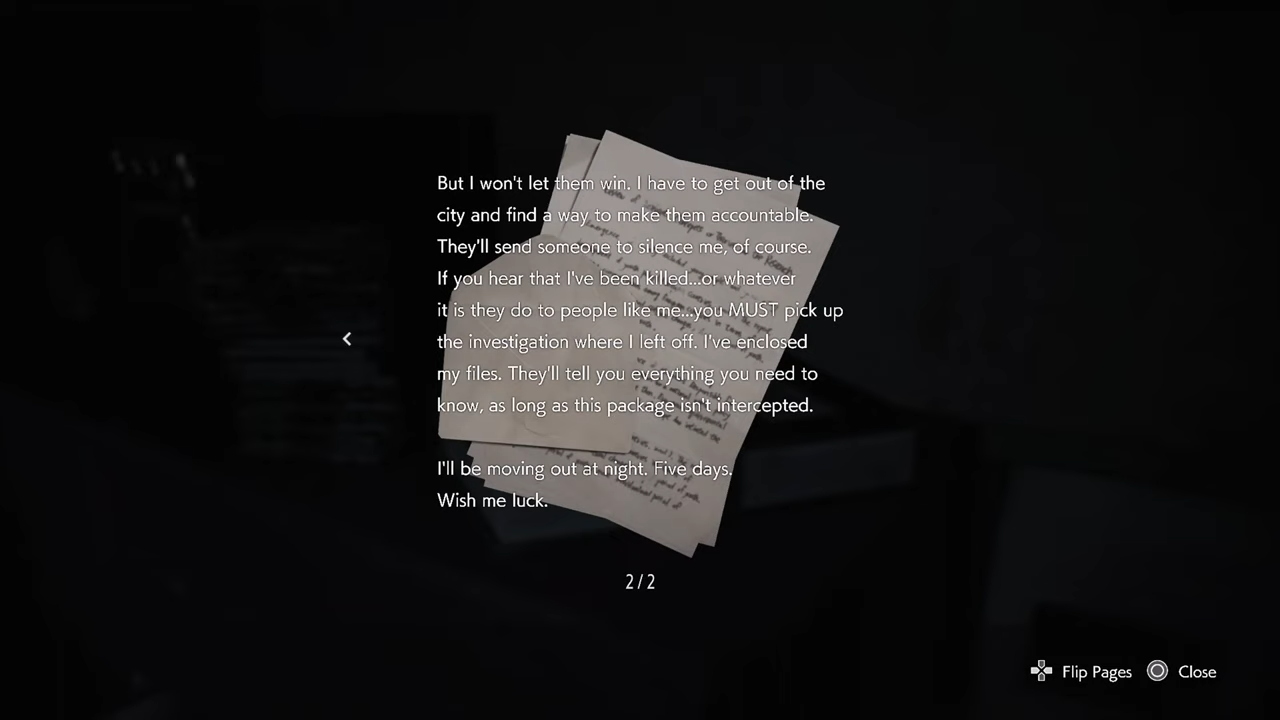 But I won't let them win. I have to get out of the
city and find a way to make them accountable.
They'll send someone to silence me, of course.
If you hear that I've been killed...or whatever
it is they do to people like me...you MUST pick up
the investigation where I left off. I've enclosed
my files. They'll tell you everything you need to
know, as long as this package isn't intercepted.
I'll be moving out at night. Five days.
Wish me luck.
2 / 2
Flip Pages
Close